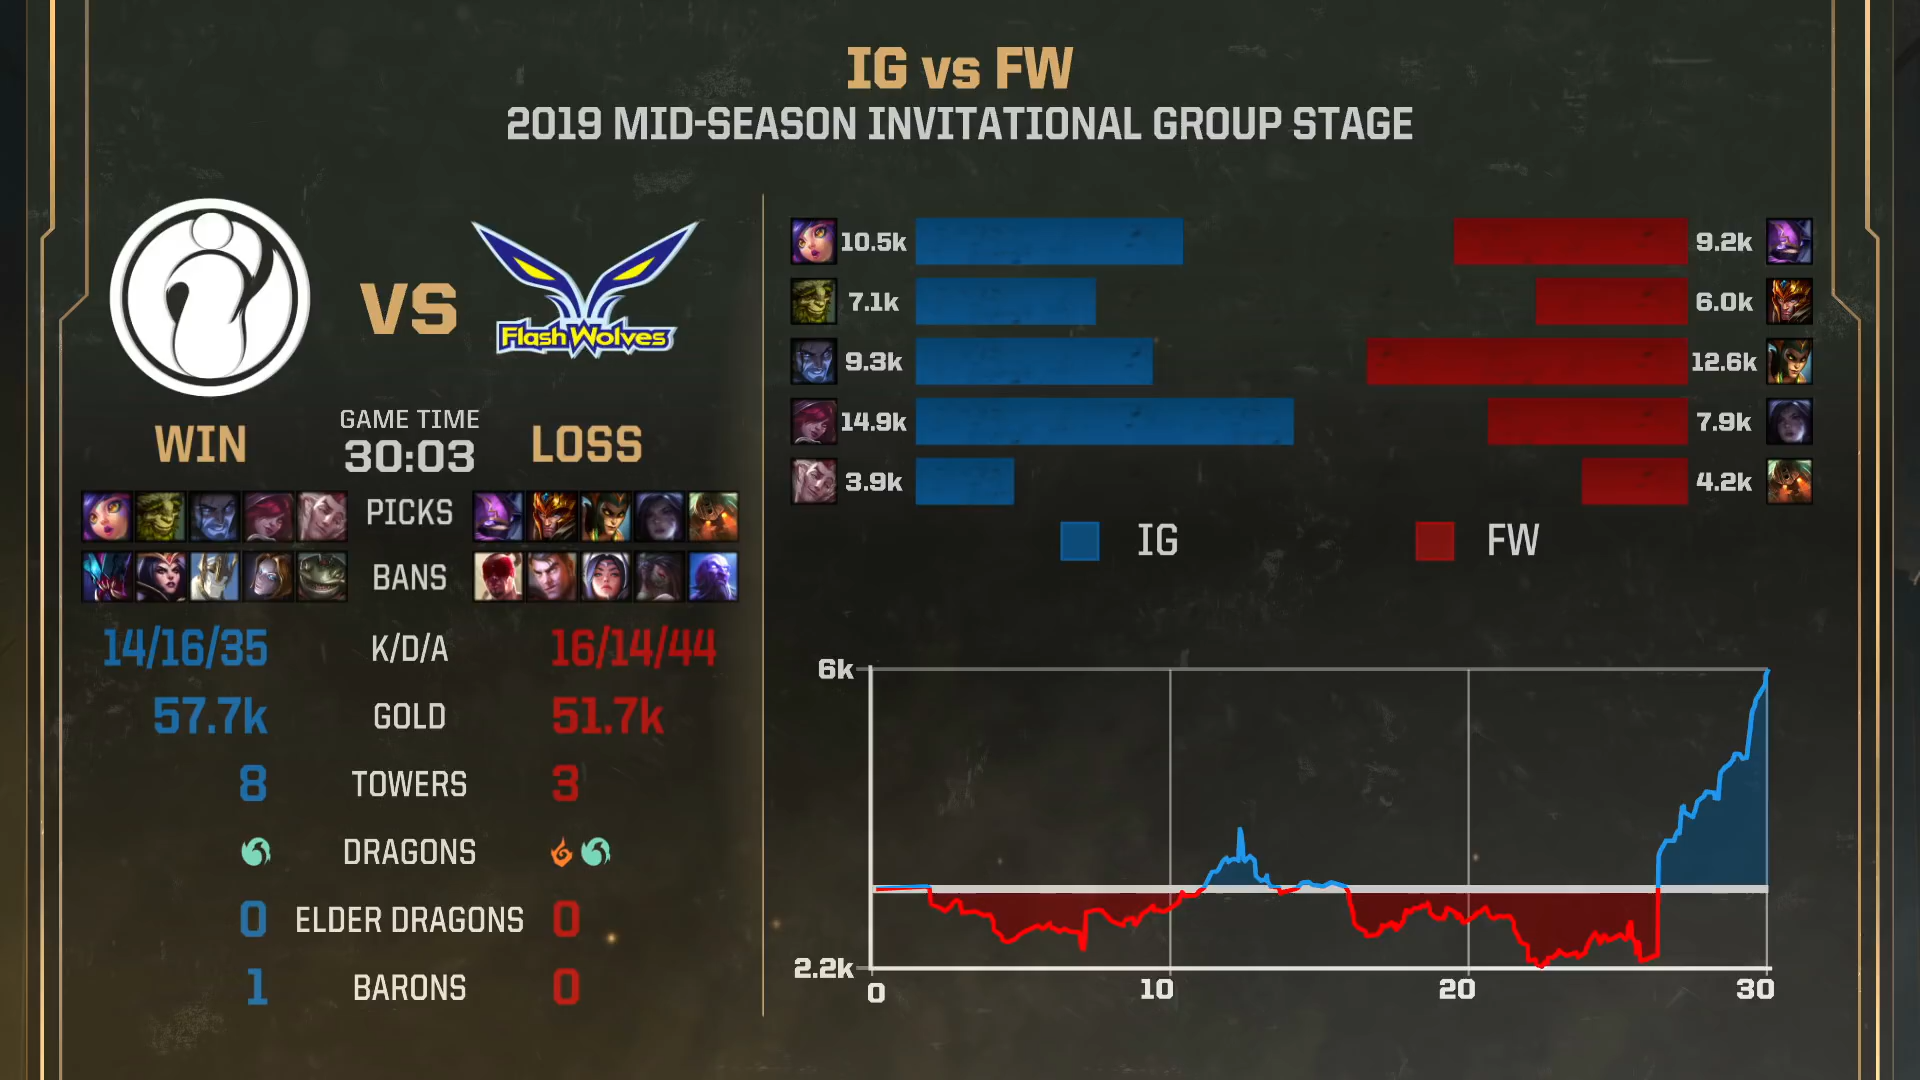 IG vs FW
2019 MID-SEASON INVITATIONAL GROUP STAGE
VS
Flash Wolves
WIN
GAME TIME
30:03
LOSS
PICKS
BANS
14/16/35 K/D/A 16/14/44
57.7k GOLD 51.7k
8 TOWERS 3
DRAGONS
0 ELDER DRAGONS 0
1 BARONS 0
10.5k 9.2k
7.1k 6.0k
9.3k 12.6k
14.9k 7.9k
3.9k 4.2k
IG FW
6k
2.2k
0 10 20 30